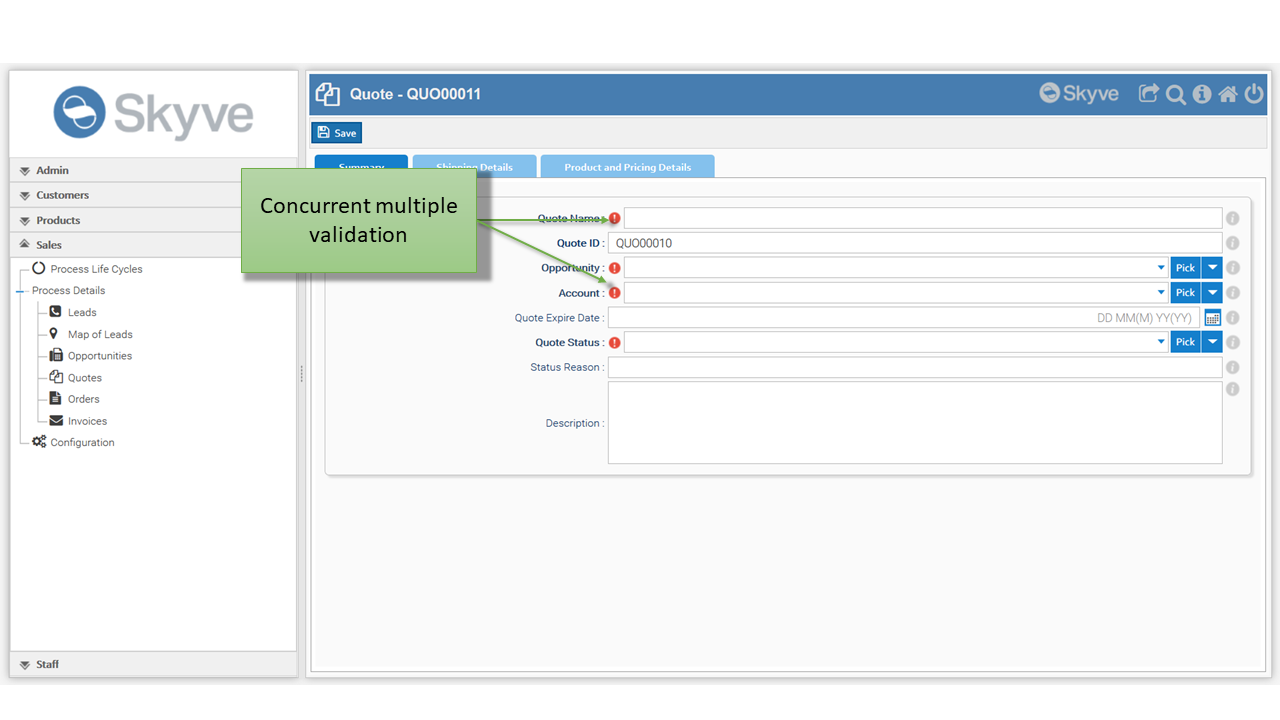 Skyve
Admin
Customers
Products
Sales
Process Life Cycles
Process Details
Leads
Map of Leads
Opportunities
Quotes
Orders
Invoices
Configuration
Staff
Quote - QUO00011
Skyve
Save
Summary Shipping Details Product and Pricing Details
Concurrent multiple
validation
Quote Name :
Quote ID : QUO00010
Opportunity : Pick
Account : Pick
Quote Expire Date : DD MM(M) YY(YY)
Quote Status : Pick
Status Reason :
Description :